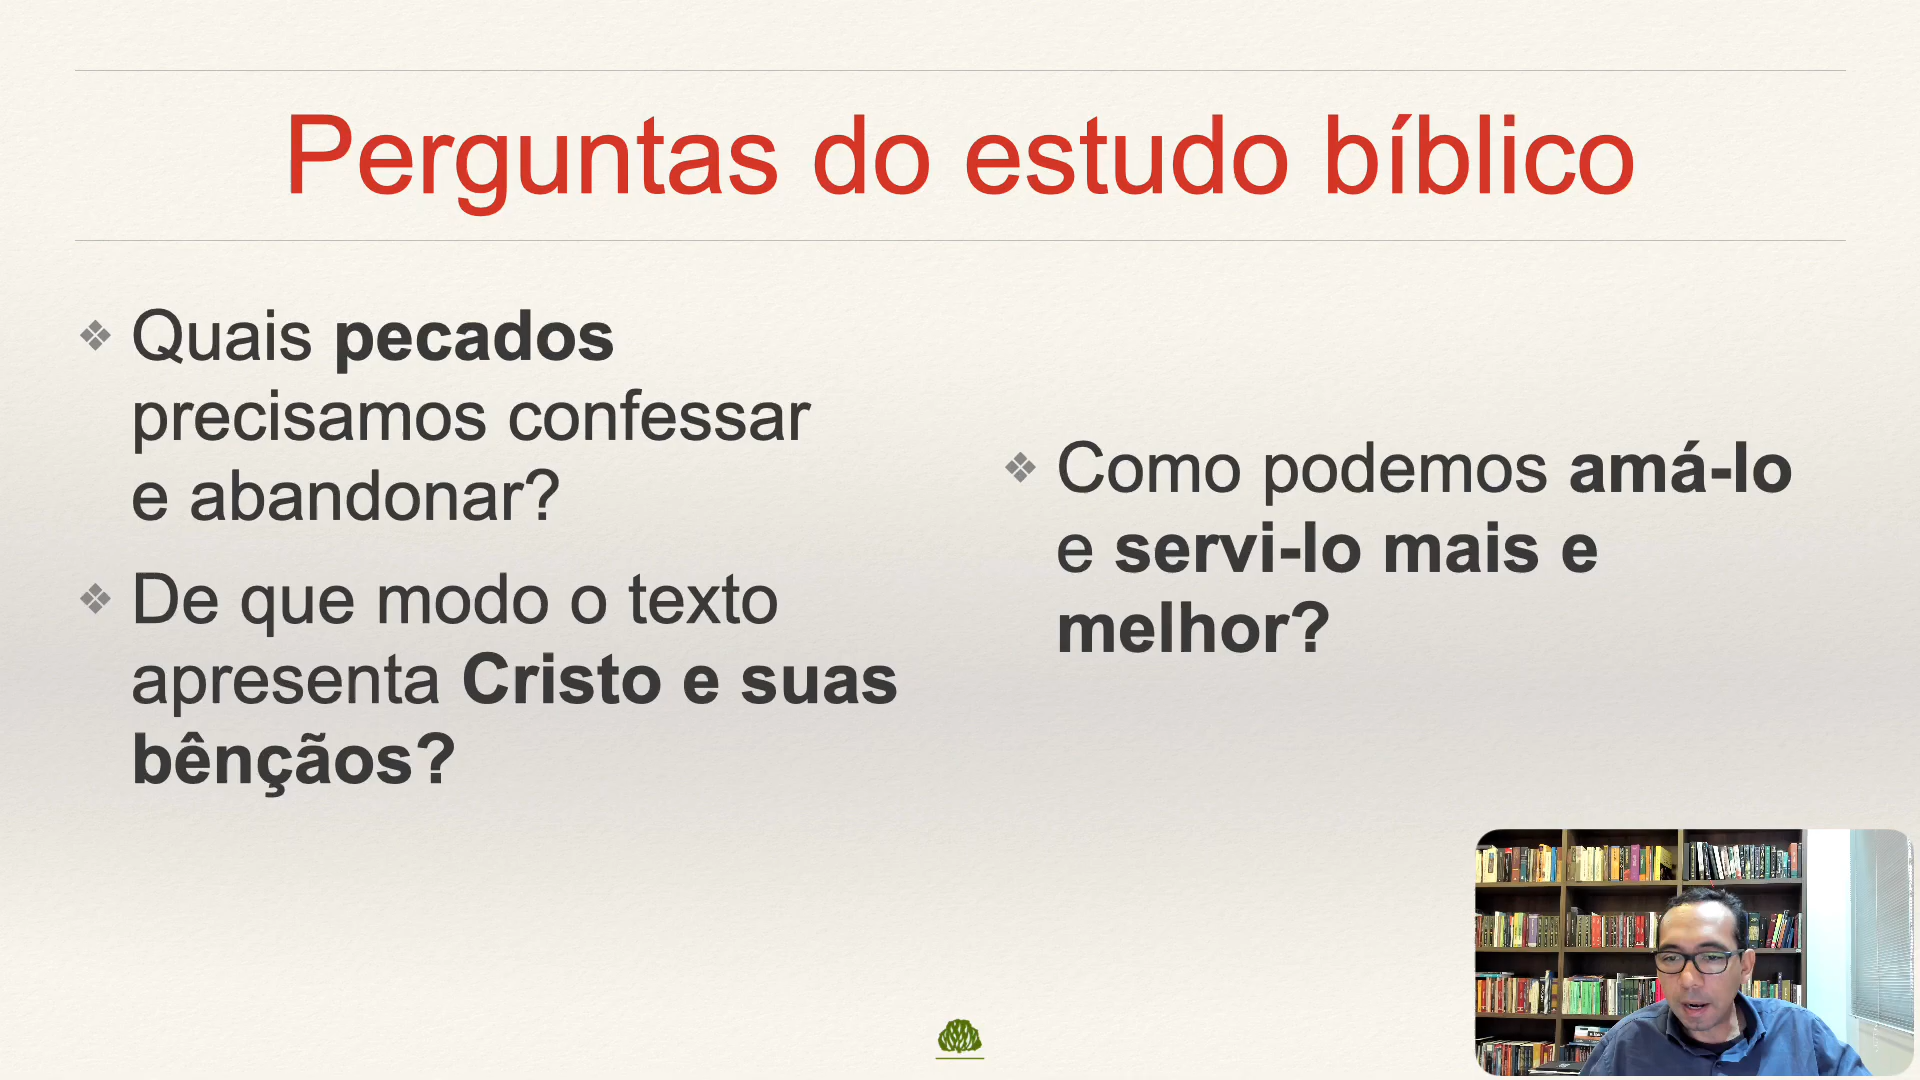 Perguntas do estudo bíblico
❖ Quais pecados
precisamos confessar
e abandonar?
❖ De que modo o texto
apresenta Cristo e suas
bênçãos?
❖ Como podemos amá-lo
e servi-lo mais e
melhor?